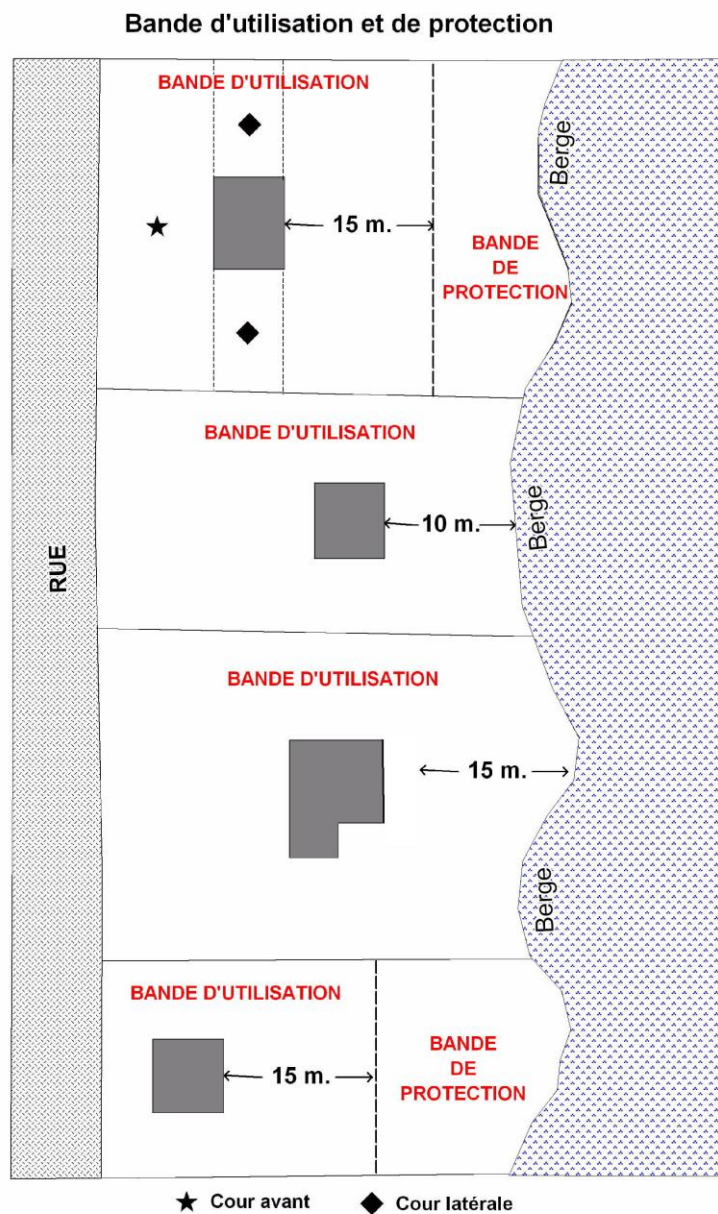 Bande d'utilisation et de protection
BANDE D'UTILISATION
Berge
15 m.
BANDE
DE
PROTECTION
BANDE D'UTILISATION
10 m.
Berge
RUE
BANDE D'UTILISATION
15 m.
Berge
BANDE D'UTILISATION
BANDE
DE
PROTECTION
15 m.
Cour avant
Cour latérale